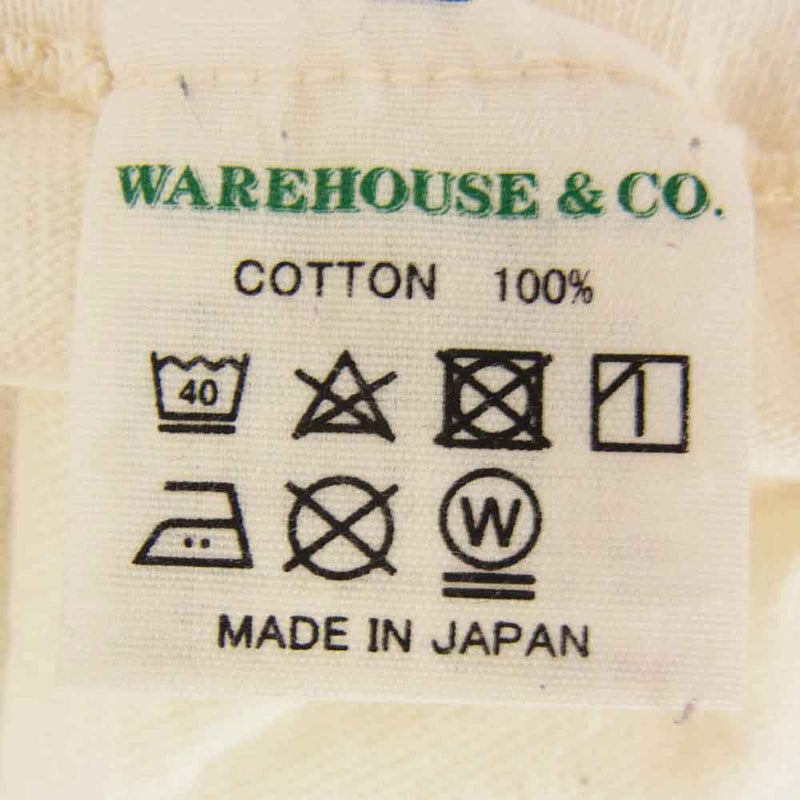 WAREHOUSE & CO.
COTTON 100%
40
W
MADE IN JAPAN